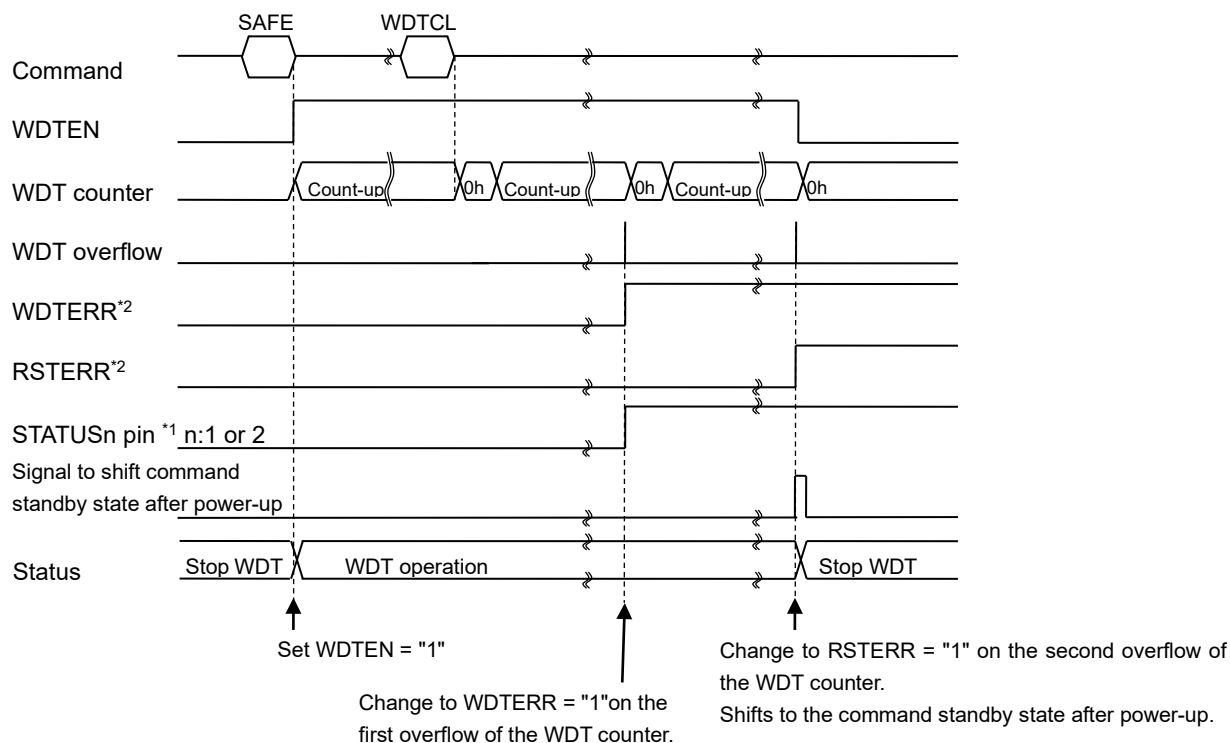 SAFE WDTCL
Command
WDTEN
WDT counter Count-up 0h Count-up 0h Count-up 0h
WDT overflow
WDTERR*2
RSTERR*2
STATUSn pin *1 n:1 or 2
Signal to shift command
standby state after power-up
Status Stop WDT WDT operation Stop WDT
Set WDTEN = "1"
Change to WDTERR = "1"on the
first overflow of the WDT counter.
Change to RSTERR = "1" on the second overflow of
the WDT counter.
Shifts to the command standby state after power-up.